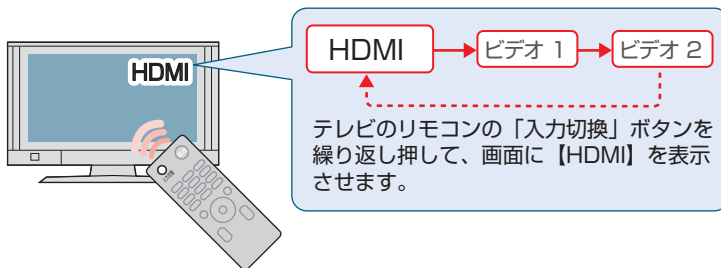 HDMI
HDMI
ビデオ 1
ビデオ 2
テレビのリモコンの「入力切換」ボタンを
繰り返し押して、画面に【HDMI】を表示
させます。